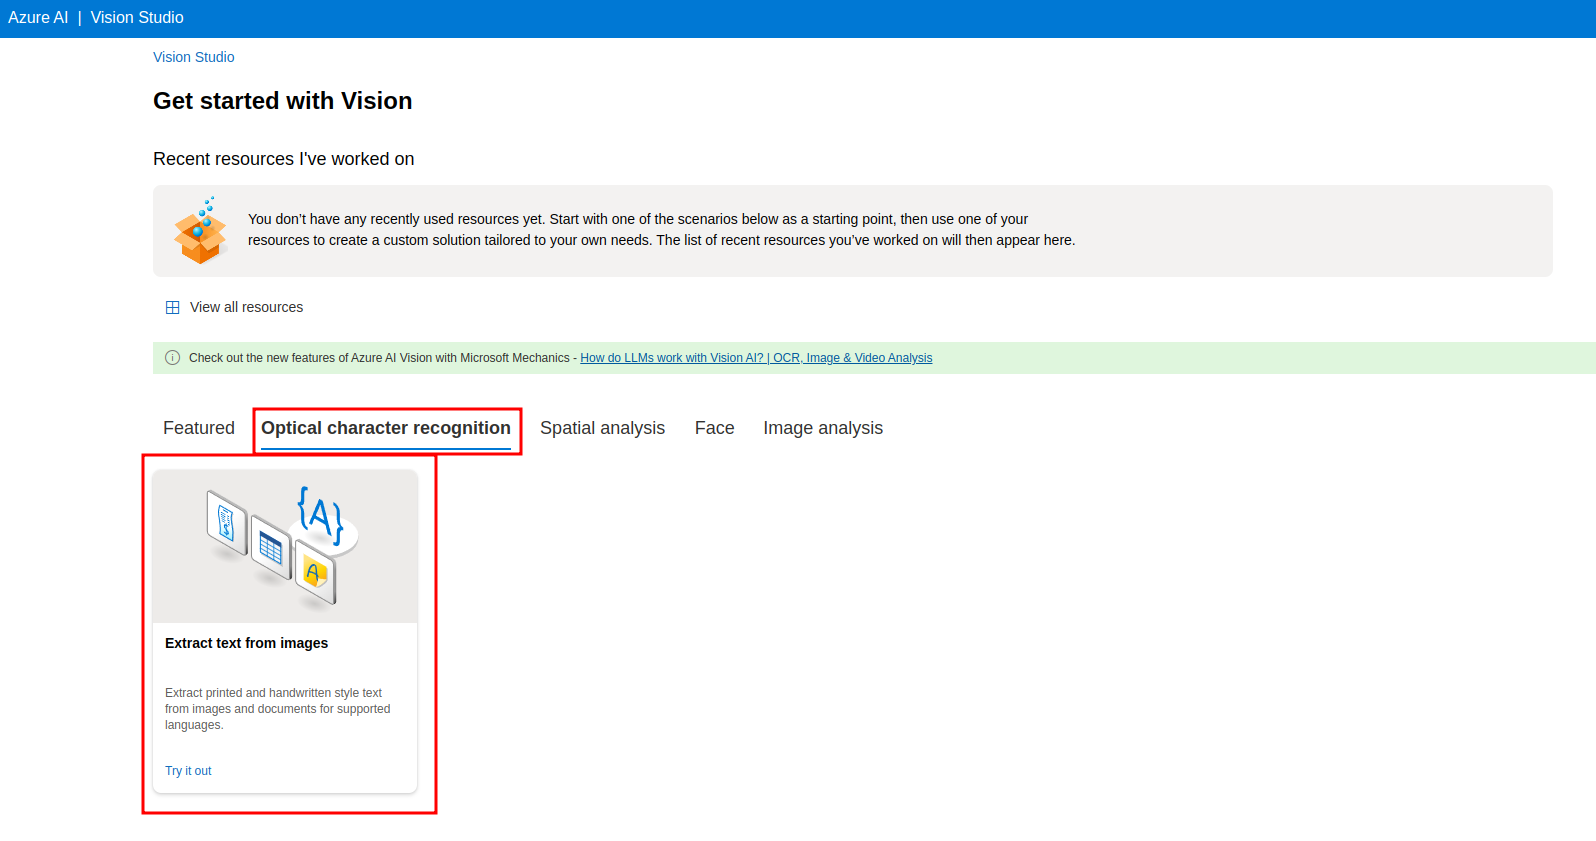 Azure AI | Vision Studio
Vision Studio
Get started with Vision
Recent resources I've worked on
You don’t have any recently used resources yet. Start with one of the scenarios below as a starting point, then use one of your
resources to create a custom solution tailored to your own needs. The list of recent resources you’ve worked on will then appear here.
View all resources
Check out the new features of Azure AI Vision with Microsoft Mechanics - How do LLMs work with Vision AI? | OCR, Image & Video Analysis
Featured Optical character recognition Spatial analysis Face Image analysis
{A}
A
Extract text from images
Extract printed and handwritten style text
from images and documents for supported
languages.
Try it out